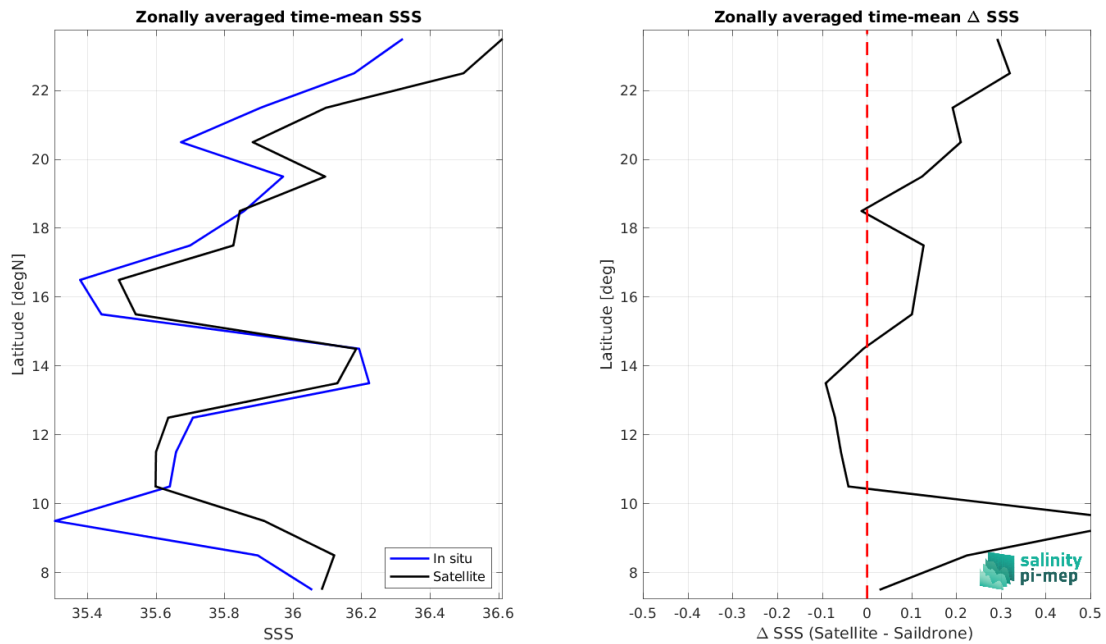 Zonally averaged time-mean SSS
22
20
18
16
14
12
10
8
Latitude [degN]
35.4 35.6 35.8 36 36.2 36.4 36.6
SSS
In situ
Satellite
Zonally averaged time-mean Δ SSS
22
20
18
16
14
12
10
8
Latitude [deg]
-0.5 -0.4 -0.3 -0.2 -0.1 0 0.1 0.2 0.3 0.4 0.5
Δ SSS (Satellite - Saildrone)
salinity
pi-mep